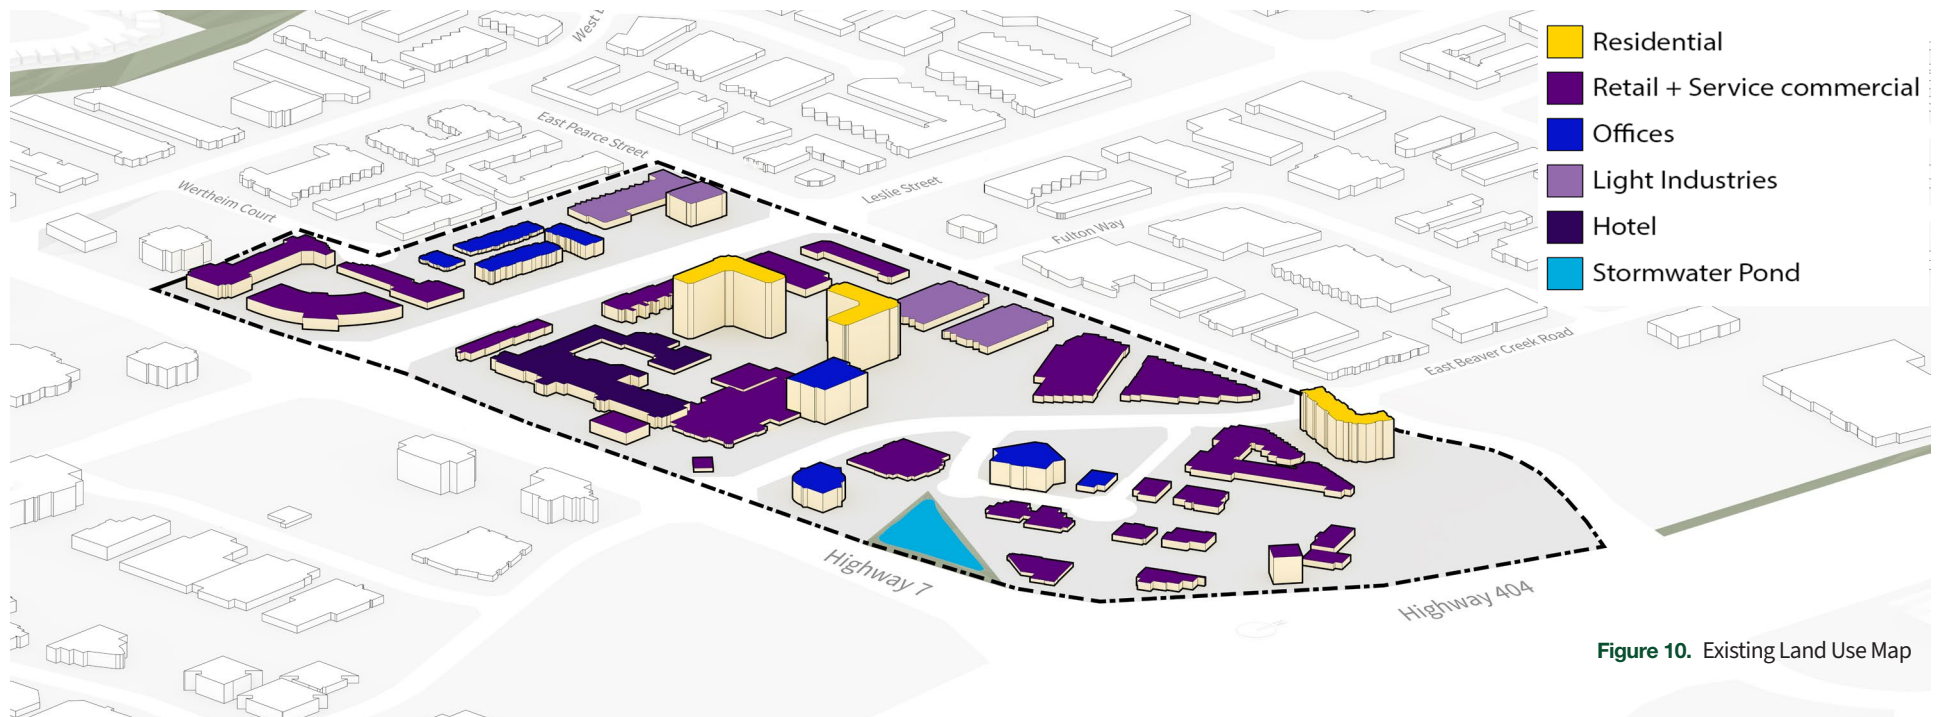 West
East Pearce Street
Wertheim Court
Leslie Street
Fulton Way
East Beaver Creek Road
Highway 7
Highway 404
Residential
Retail + Service commercial
Offices
Light Industries
Hotel
Stormwater Pond
Figure 10. Existing Land Use Map